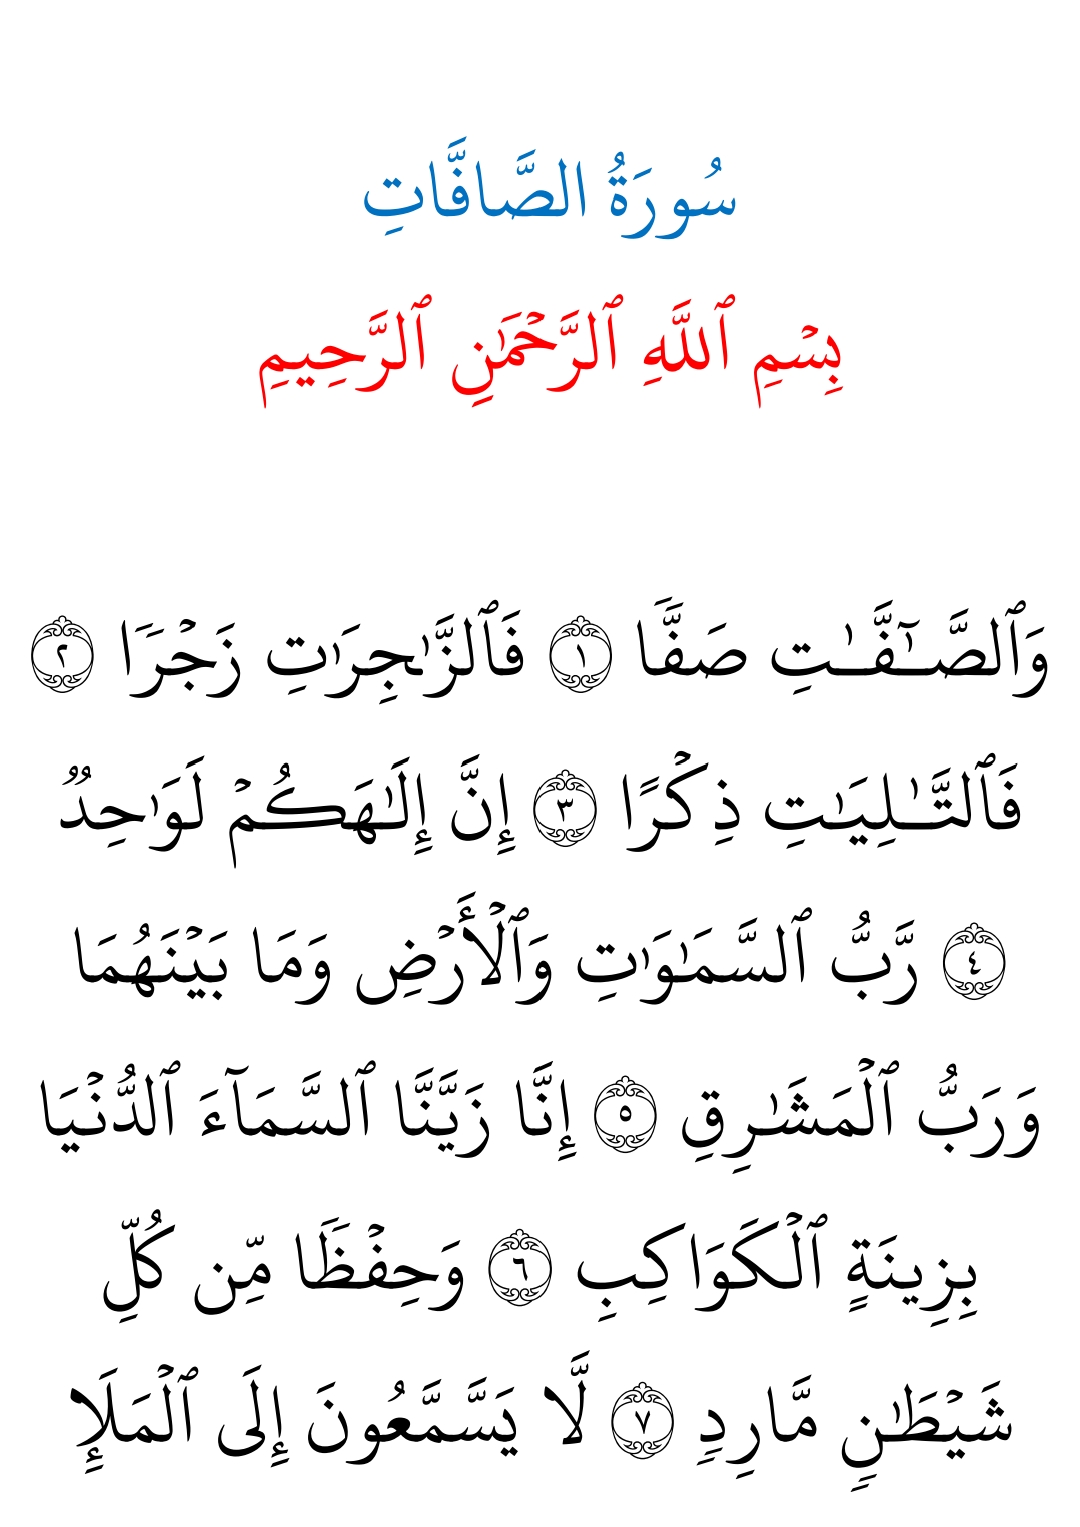 سُورَةُ الصَّافَّاتِ
بِسۡمِ ٱللَّهِ ٱلرَّحۡمَٰنِ ٱلرَّحِيمِ
وَٱلصَّـٰٓفَّـٰتِ صَفّٗا ١ فَٱلزَّٰجِرَٰتِ زَجۡرٗا ٢
فَٱلتَّـٰلِيَٰتِ ذِكۡرًا ٣ إِنَّ إِلَٰهَكُمۡ لَوَٰحِدٞ
٤ رَّبُّ ٱلسَّمَٰوَٰتِ وَٱلۡأَرۡضِ وَمَا بَيۡنَهُمَا
وَرَبُّ ٱلۡمَشَٰرِقِ ٥ إِنَّا زَيَّنَّا ٱلسَّمَآءَ ٱلدُّنۡيَا
بِزِينَةٍ ٱلۡكَوَاكِبِ ٦ وَحِفۡظٗا مِّن كُلِّ
شَيۡطَٰنٖ مَّارِدٖ ٧ لَّا يَسَّمَّعُونَ إِلَى ٱلۡمَلَإِ